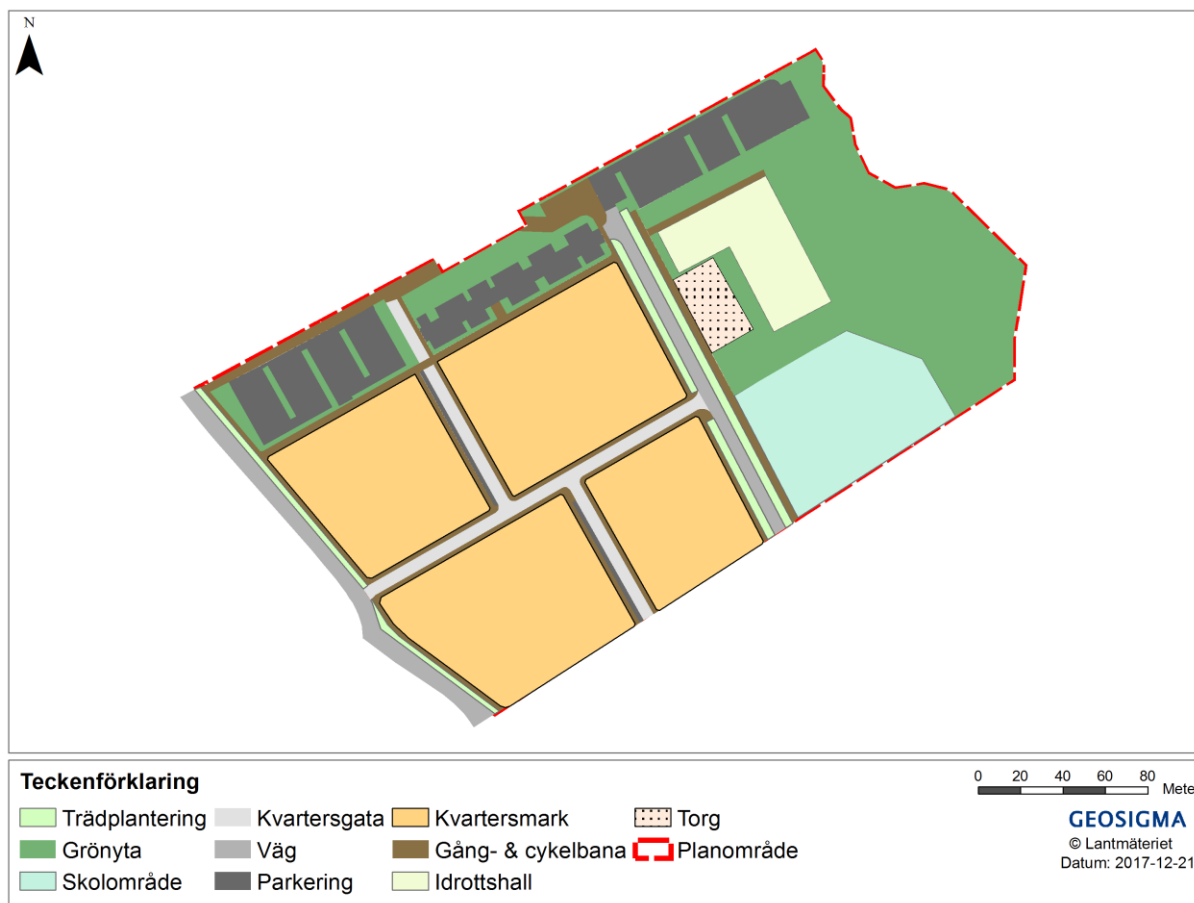 N
Teckenförklaring
Trädplantering
Grönyta
Skolområde
Kvartersgata
Väg
Parkering
Kvartersmark
Gång- & cykelbana
Idrottshall
Torg
Planområde
0 20 40 60 80
Mete
GEOSIGMA
© Lantmäteriet
Datum: 2017-12-21